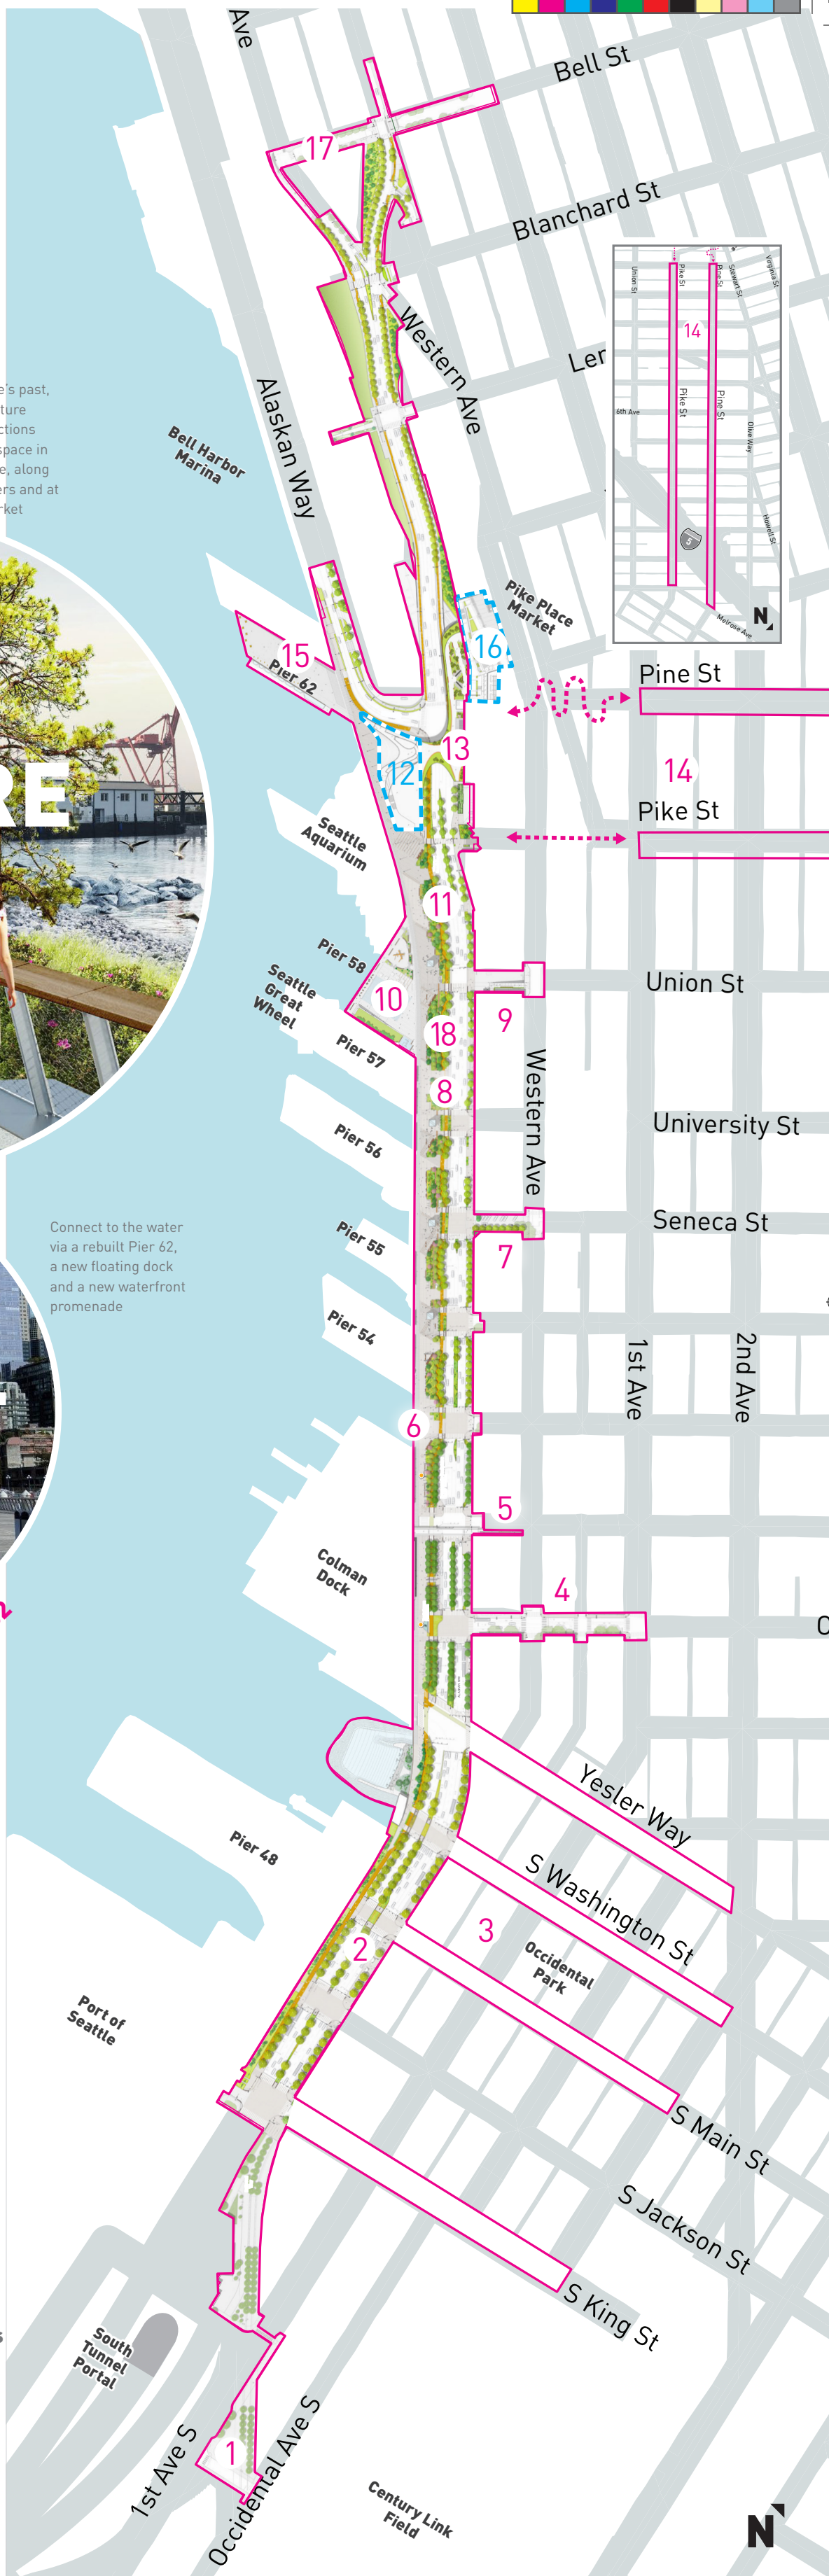 Ave
Bell St
17
Blanchard St
Union St
Pike St
Pine St
Stewart St
Virginia St
14
Western Ave
Ler
e's past,
ture
ctions
space in
e, along
ers and at
rket
Alaskan Way
Bell Harbor
Marina
6th Ave
Pike St
Pine St
Olive Way
Howell St
5
Melrose Ave
N
Pike Place
Market
16
15
Pier 62
Pine St
13
12
14
RE
Pike St
Seattle
Aquarium
11
Pier 58
Seattle
Great
Wheel
10
Union St
9
18
Pier 57
8
Western Ave
University St
Pier 56
Seneca St
Connect to the water
via a rebuilt Pier 62,
a new floating dock
and a new waterfront
promenade
Pier 55
7
Pier 54
1st Ave
2nd Ave
6
5
Colman
Dock
4
Yesler Way
Pier 48
S Washington St
3
2
Occidental
Park
Port of
Seattle
S Main St
S Jackson St
S King St
South
Tunnel
Portal
1
1st Ave S
Occidental Ave S
Century Link
Field
N